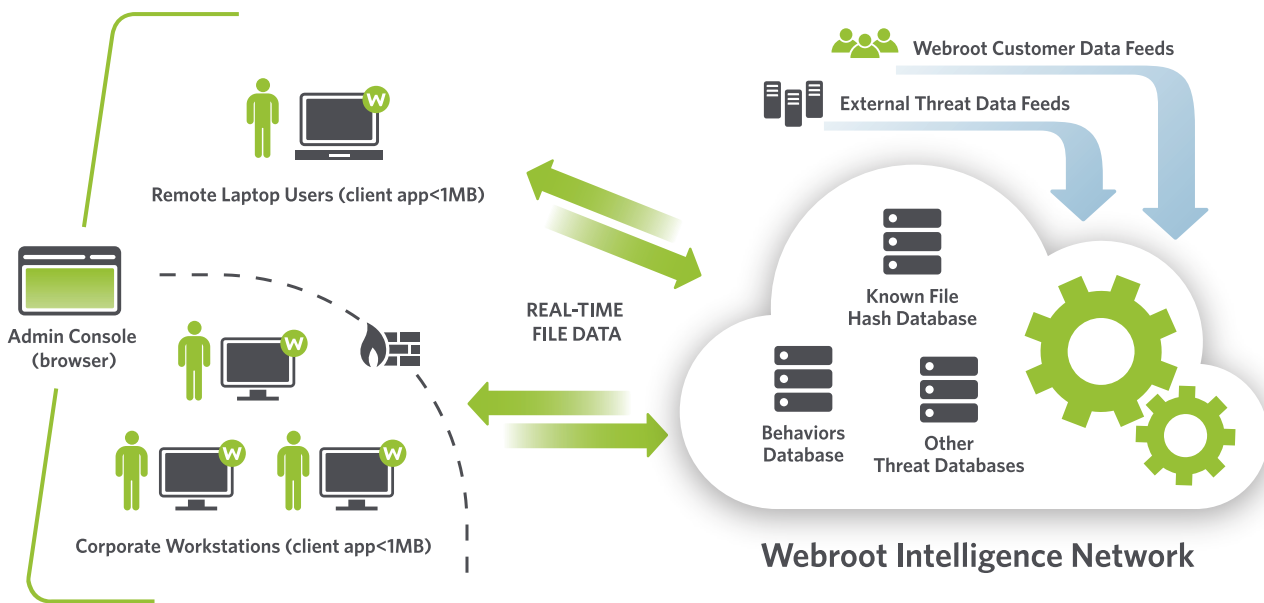 Webroot Customer Data Feeds
External Threat Data Feeds
W
Remote Laptop Users (client app<1MB)
Admin Console
(browser)
REAL-TIME
FILE DATA
Known File
Hash Database
W
Behaviors
Database
Other
Threat Databases
W
W
Corporate Workstations (client app<1MB)
Webroot Intelligence Network